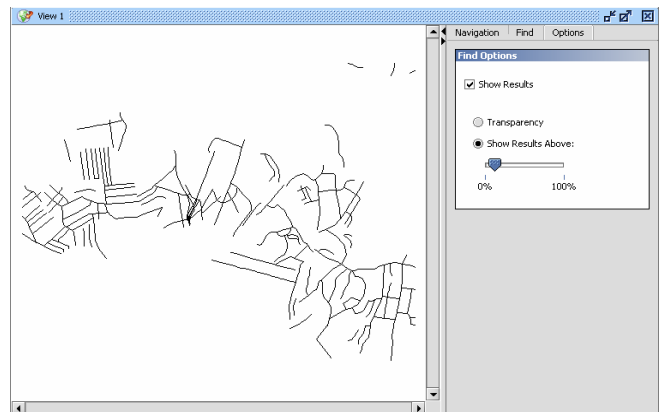 View 1
Navigation Find Options
Find Options
Show Results
Transparency
Show Results Above:
0% 100%